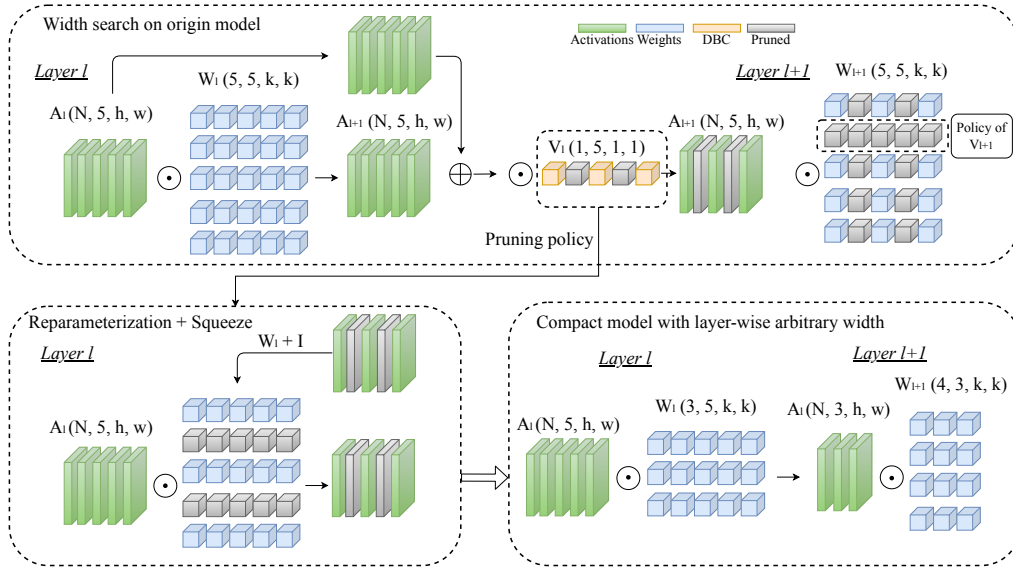 Width search on origin model
Activations Weights DBC Pruned
Layer l
Wl (5, 5, k, k)
Al (N, 5, h, w)
Al+1 (N, 5, h, w)
Vl (1, 5, 1, 1)
Al+1 (N, 5, h, w)
Layer l+1
Wl+1 (5, 5, k, k)
Policy of
Vl+1
Pruning policy
Reparameterization + Squeeze
Layer l
Wl + I
Al (N, 5, h, w)
Compact model with layer-wise arbitrary width
Layer l
Layer l+1
Al (N, 5, h, w)
Wl (3, 5, k, k)
Al (N, 3, h, w)
Wl+1 (4, 3, k, k)